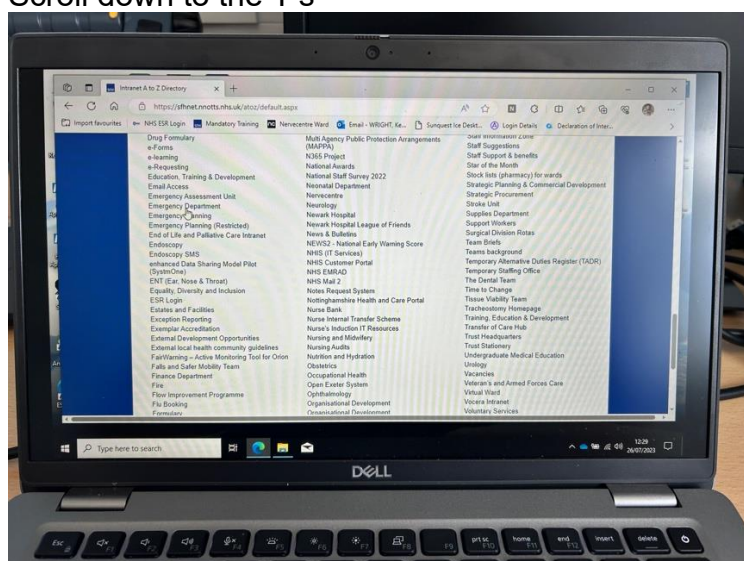 Intranet A to Z Directory
https://sfhnet.nnotts.nhs.uk/atoz/default.aspx
Import favourites
NHS ESR Login
Mandatory Training
Nervecentre Ward
Email - WRIGHT, Ke...
Sunquest Ice Deskt...
Login Details
Declaration of Inter...
Drug Formulary
e-Forms
e-learning
e-Requesting
Education, Training & Development
Email Access
Emergency Assessment Unit
Emergency Department
Emergency Planning
Emergency Planning (Restricted)
End of Life and Palliative Care Intranet
Endoscopy
Endoscopy SMS
enhanced Data Sharing Model Pilot
(SystmOne)
ENT (Ear, Nose & Throat)
Equality, Diversity and Inclusion
ESR Login
Estates and Facilities
Exception Reporting
Exemplar Accreditation
External Development Opportunities
External local health community guidelines
FairWarning – Active Monitoring Tool for Orion
Falls and Safer Mobility Team
Finance Department
Fire
Flow Improvement Programme
Flu Booking
Formulary
Multi Agency Public Protection Arrangements
(MAPPA)
N365 Project
National Awards
National Staff Survey 2022
Neonatal Department
Nervecentre
Neurology
Newark Hospital
Newark Hospital League of Friends
News & Bulletins
NEWS2 - National Early Warning Score
NHIS (IT Services)
NHIS Customer Portal
NHS EMRAD
NHS Mail 2
Notes Request System
Nottinghamshire Health and Care Portal
Nurse Bank
Nurse Internal Transfer Scheme
Nurse's Induction IT Resources
Nursing and Midwifery
Nursing Audits
Nutrition and Hydration
Obstetrics
Occupational Health
Open Exeter System
Ophthalmology
Organisational Development
Organisational Development
Staff Information Zone
Staff Suggestions
Staff Support & benefits
Star of the Month
Stock lists (pharmacy) for wards
Strategic Planning & Commercial Development
Strategic Procurement
Stroke Unit
Supplies Department
Support Workers
Surgical Division Rotas
Team Briefs
Teams background
Temporary Alternative Duties Register (TADR)
Temporary Staffing Office
The Dental Team
Time to Change
Tissue Viability Team
Tracheostomy Homepage
Training, Education & Development
Transfer of Care Hub
Trust Headquarters
Trust Stationery
Undergraduate Medical Education
Urology
Vacancies
Veteran's and Armed Forces Care
Virtual Ward
Vocera Intranet
Voluntary Services
Type here to search
12:29
26/07/2023
DELL
Esc
F1
F2
F3
F4
F5
F6
F7
F8
F9
prt sc
F10
home
F11
end
F12
insert
delete